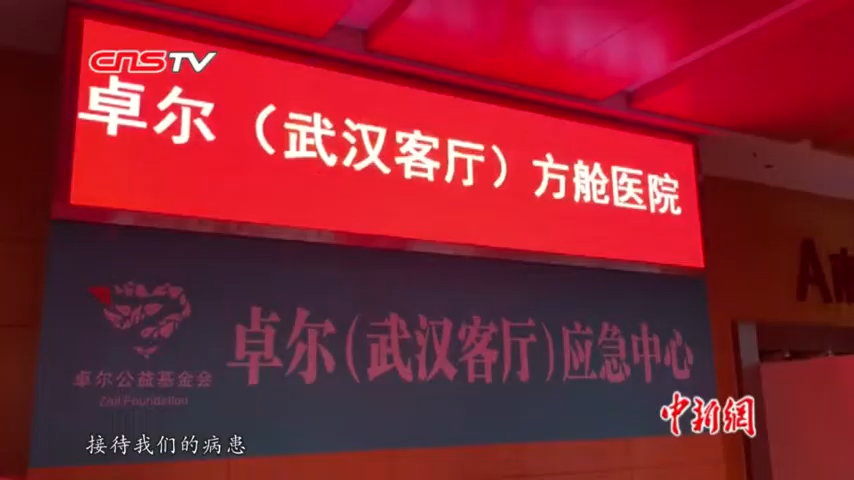 CNSTV
卓尔（武汉客厅）方舱医院
卓尔(武汉客厅)应急中心
卓尔公益基金会
Zall Foundation
中新網
接待我们的病患